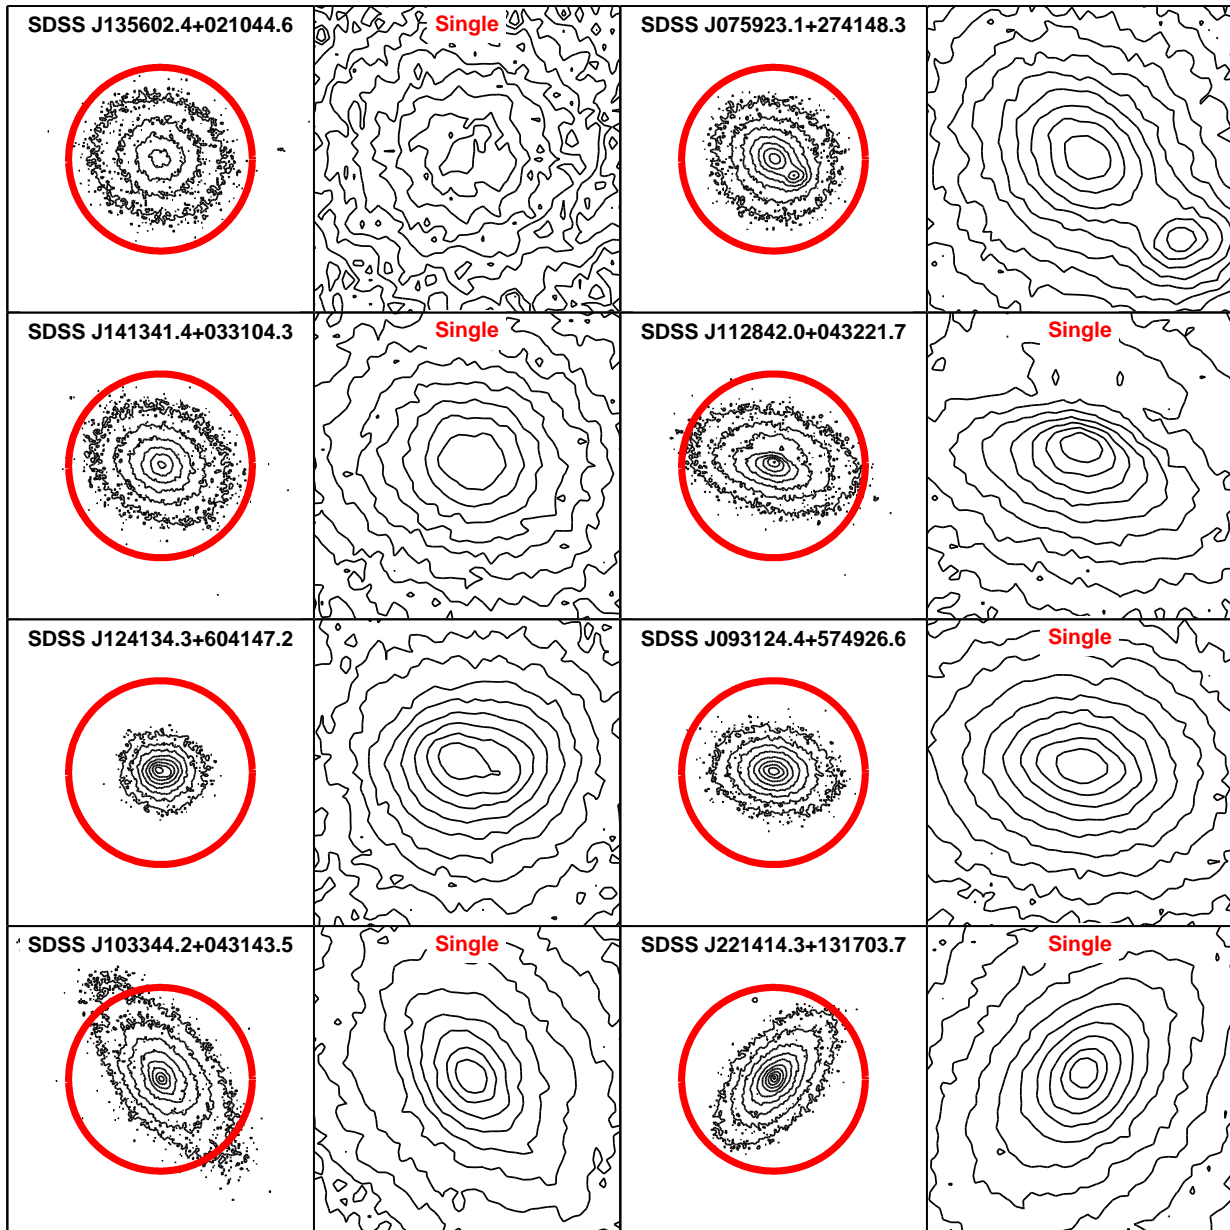 SDSS J135602.4+021044.6
Single
SDSS J075923.1+274148.3
SDSS J141341.4+033104.3
Single
SDSS J112842.0+043221.7
Single
SDSS J124134.3+604147.2
SDSS J093124.4+574926.6
Single
SDSS J103344.2+043143.5
Single
SDSS J221414.3+131703.7
Single